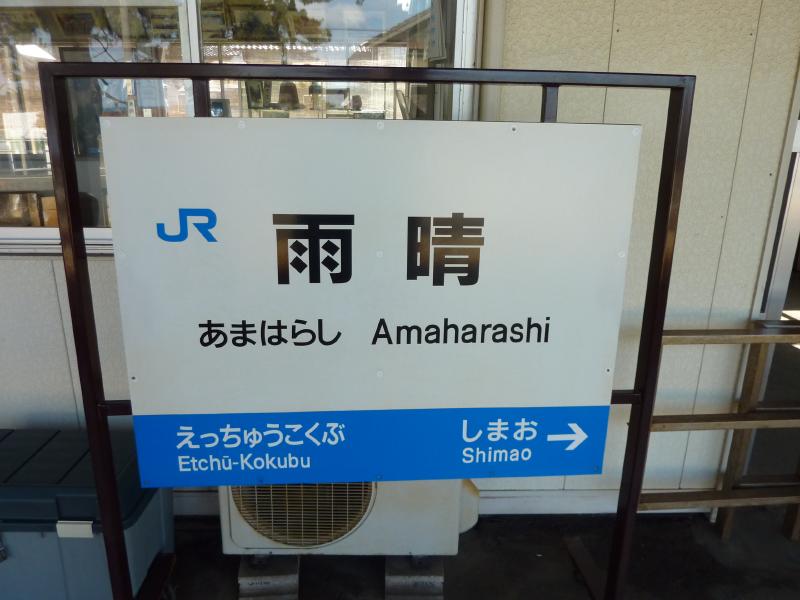 JR 雨晴
あまはらし Amaharashi
えっちゅうこくぶ しまお →
Etchū-Kokubu Shimao